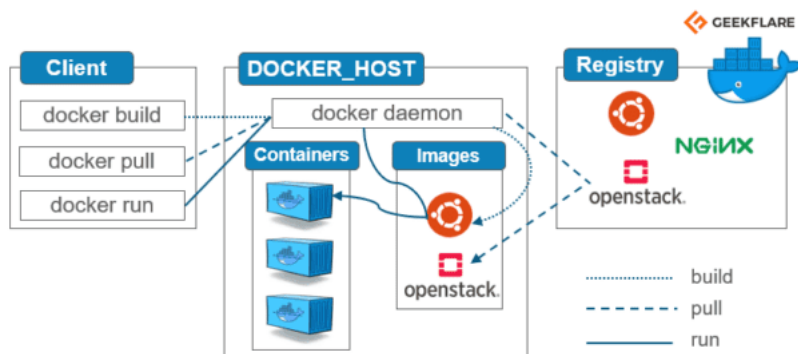 GEEKFLARE
Client
DOCKER_HOST
Registry
docker build
docker pull
docker run
docker daemon
Containers
Images
openstack.
NGINX
openstack.
build
pull
run